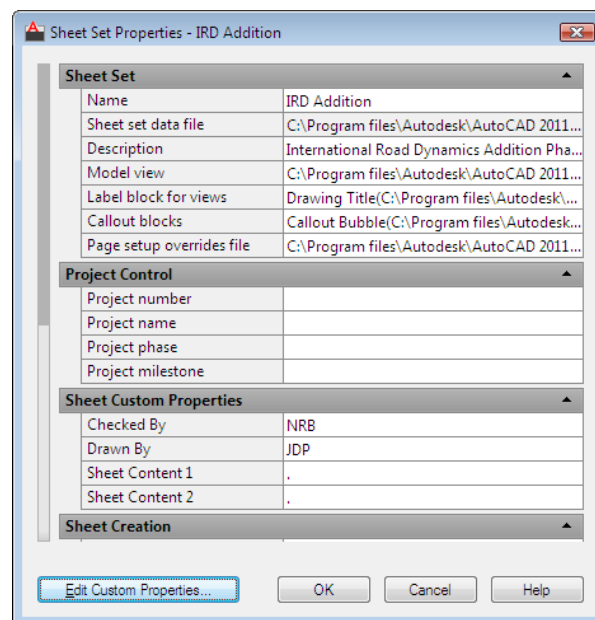 Sheet Set Properties - IRD Addition
Sheet Set
Name IRD Addition
Sheet set data file C:\Program files\Autodesk\AutoCAD 2011...
Description International Road Dynamics Addition Pha...
Model view C:\Program files\Autodesk\AutoCAD 2011...
Label block for views Drawing Title(C:\Program files\Autodesk\...
Callout blocks Callout Bubble(C:\Program files\Autodesk...
Page setup overrides file C:\Program files\Autodesk\AutoCAD 2011...
Project Control
Project number
Project name
Project phase
Project milestone
Sheet Custom Properties
Checked By NRB
Drawn By JDP
Sheet Content 1 .
Sheet Content 2 .
Sheet Creation
Edit Custom Properties... OK Cancel Help